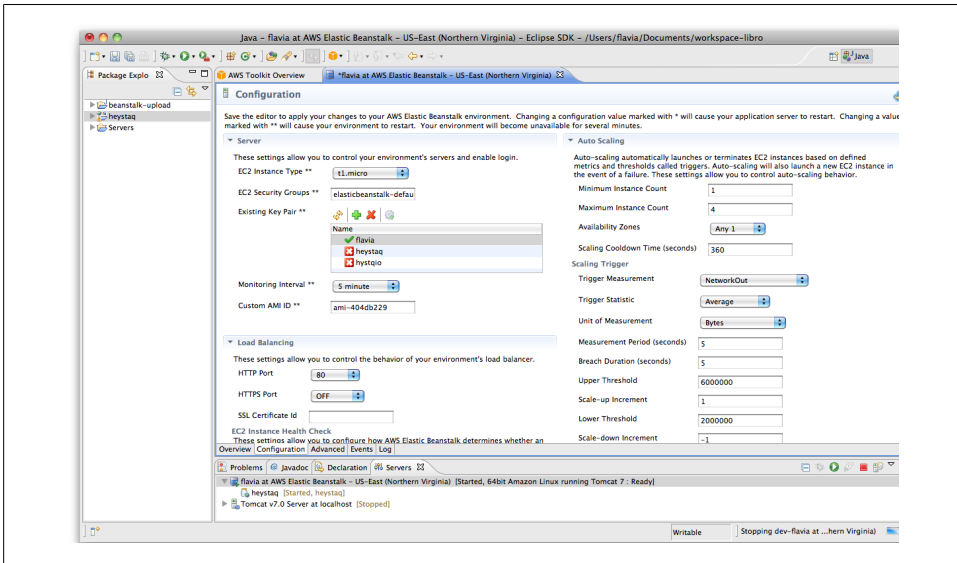 Java - flavia at AWS Elastic Beanstalk - US-East (Northern Virginia) - Eclipse SDK - /Users/flavia/Documents/workspace-libro
Java
Package Explo
AWS Toolkit Overview
*flavia at AWS Elastic Beanstalk - US-East (Northern Virginia)
beanstalk-upload
heystaq
Servers
Configuration
Save the editor to apply your changes to your AWS Elastic Beanstalk environment. Changing a configuration value marked with * will cause your application server to restart. Changing a value
marked with ** will cause your environment to restart. Your environment will become unavailable for several minutes.
Server
These settings allow you to control your environment's servers and enable login.
EC2 Instance Type ** t1.micro
EC2 Security Groups ** elasticbeanstalk-defau
Existing Key Pair **
Name
flavia
heystaq
hystqio
Monitoring Interval ** 5 minute
Custom AMI ID ** ami-404db229
Load Balancing
These settings allow you to control the behavior of your environment's load balancer.
HTTP Port 80
HTTPS Port OFF
SSL Certificate Id
EC2 Instance Health Check
These settings allow you to configure how AWS Elastic Beanstalk determines whether an
Auto Scaling
Auto-scaling automatically launches or terminates EC2 instances based on defined
metrics and thresholds called triggers. Auto-scaling will also launch a new EC2 instance in
the event of a failure. These settings allow you to control auto-scaling behavior.
Minimum Instance Count 1
Maximum Instance Count 4
Availability Zones Any 1
Scaling Cooldown Time (seconds) 360
Scaling Trigger
Trigger Measurement NetworkOut
Trigger Statistic Average
Unit of Measurement Bytes
Measurement Period (seconds) 5
Breach Duration (seconds) 5
Upper Threshold 6000000
Scale-up Increment 1
Lower Threshold 2000000
Scale-down Increment -1
Overview Configuration Advanced Events Log
Problems Javadoc Declaration Servers
flavia at AWS Elastic Beanstalk - US-East (Northern Virginia) [Started, 64bit Amazon Linux running Tomcat 7 : Ready]
heystaq [Started, heystaq]
Tomcat v7.0 Server at localhost [Stopped]
Writable
Stopping dev-flavia at ...hern Virginia)